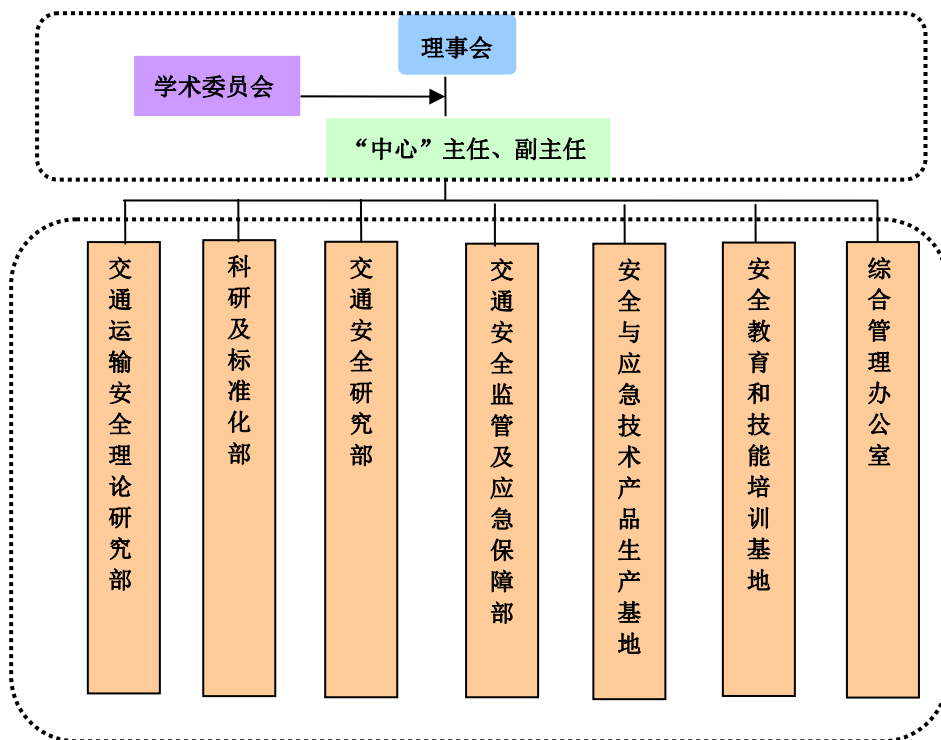 理事会
学术委员会
“中心”主任、副主任
交通运输安全理论研究部
科研及标准化部
交通安全研究部
交通安全监管及应急保障部
安全与应急技术产品生产基地
安全教育和技能培训基地
综合管理办公室